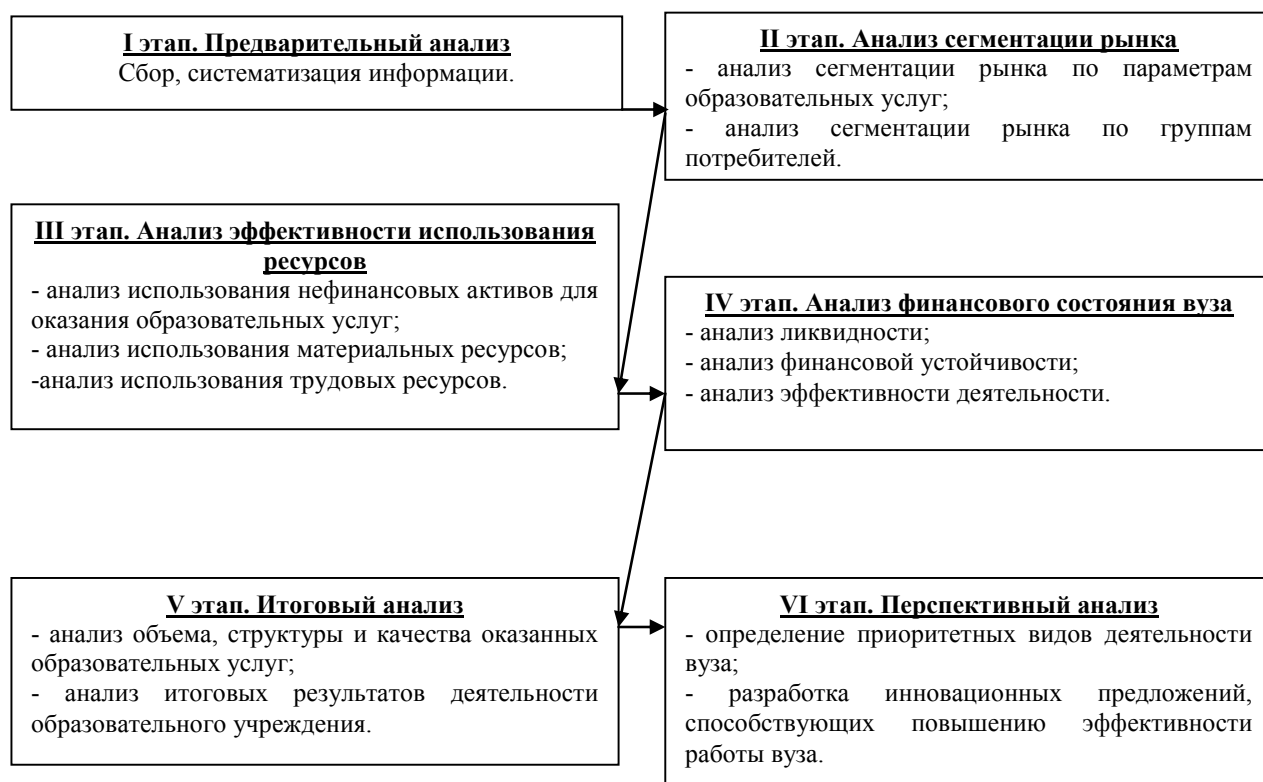 I этап. Предварительный анализ
Сбор, систематизация информации.
II этап. Анализ сегментации рынка
- анализ сегментации рынка по параметрам
образовательных услуг;
- анализ сегментации рынка по группам
потребителей.
III этап. Анализ эффективности использования
ресурсов
- анализ использования нефинансовых активов для
оказания образовательных услуг;
- анализ использования материальных ресурсов;
-анализ использования трудовых ресурсов.
IV этап. Анализ финансового состояния вуза
- анализ ликвидности;
- анализ финансовой устойчивости;
- анализ эффективности деятельности.
V этап. Итоговый анализ
- анализ объема, структуры и качества оказанных
образовательных услуг;
- анализ итоговых результатов деятельности
образовательного учреждения.
VI этап. Перспективный анализ
- определение приоритетных видов деятельности
вуза;
- разработка инновационных предложений,
способствующих повышению эффективности
работы вуза.